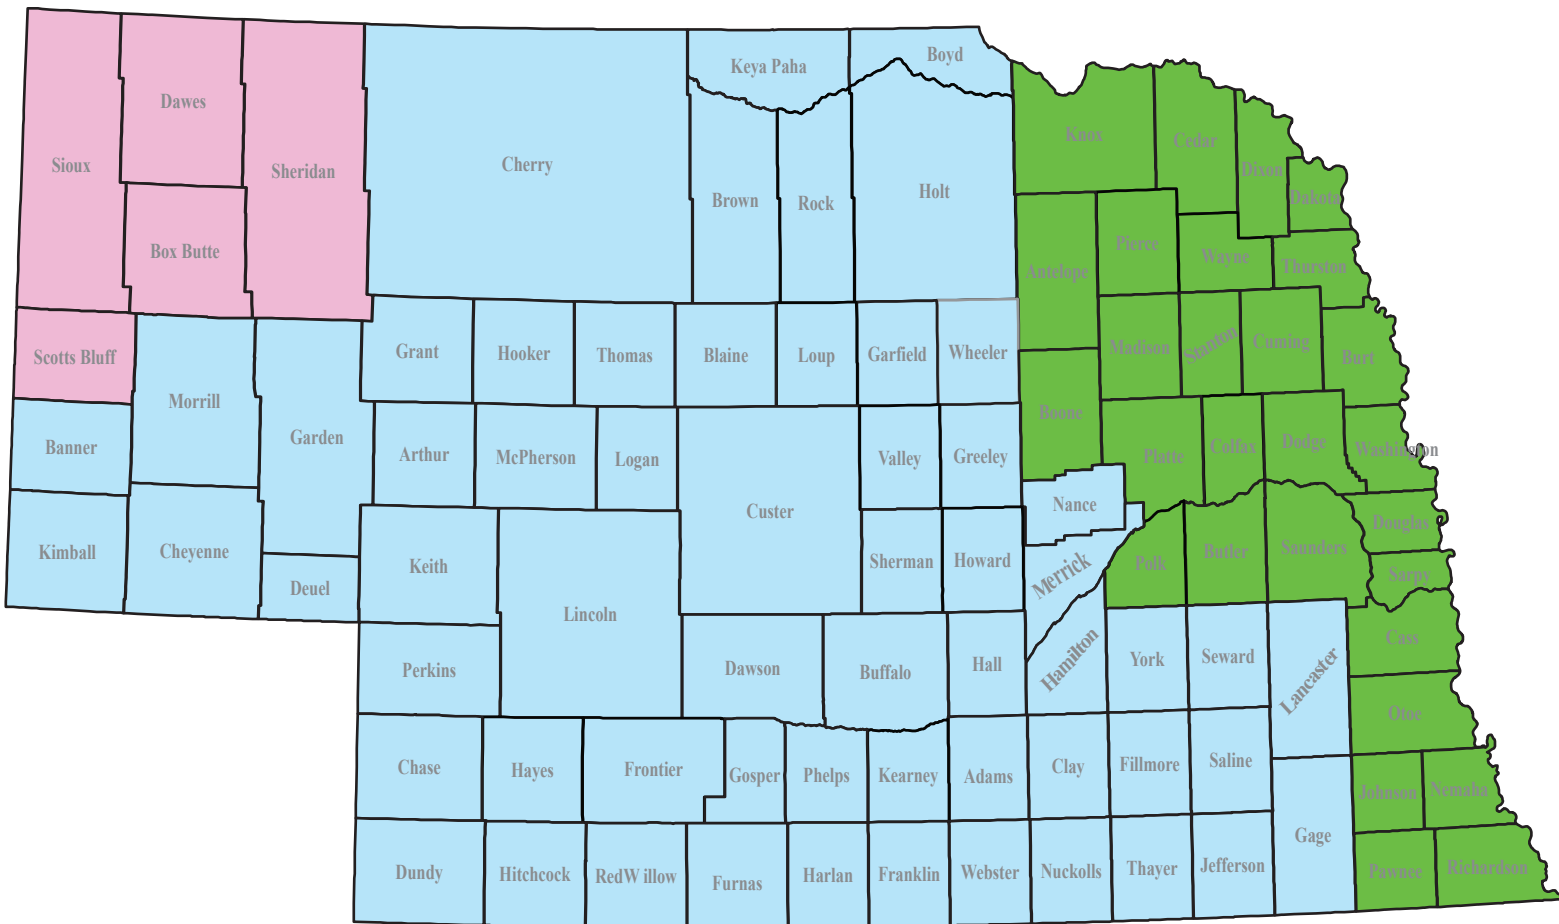 Keya Paha
Boyd
Dawes
Sioux
Sheridan
Cherry
Brown
Rock
Holt
Knox
Cedar
Dixon
Dakota
Box Butte
Antelope
Pierce
Wayne
Thurston
Scotts Bluff
Morrill
Garden
Grant
Hooker
Thomas
Blaine
Loup
Garfield
Wheeler
Madison
Stanton
Cuming
Burt
Banner
Arthur
McPherson
Logan
Custer
Valley
Greeley
Boone
Platte
Colfax
Dodge
Washington
Nance
Kimball
Cheyenne
Deuel
Keith
Lincoln
Sherman
Howard
Merrick
Polk
Butler
Saunders
Douglas
Sarpy
Perkins
Dawson
Buffalo
Hall
Hamilton
York
Seward
Lancaster
Cass
Otoe
Chase
Hayes
Frontier
Gosper
Phelps
Kearney
Adams
Clay
Fillmore
Saline
Johnson
Nemaha
Dundy
Hitchcock
RedW illow
Furnas
Harlan
Franklin
Webster
Nuckolls
Thayer
Jefferson
Gage
Pawnee
Richardson